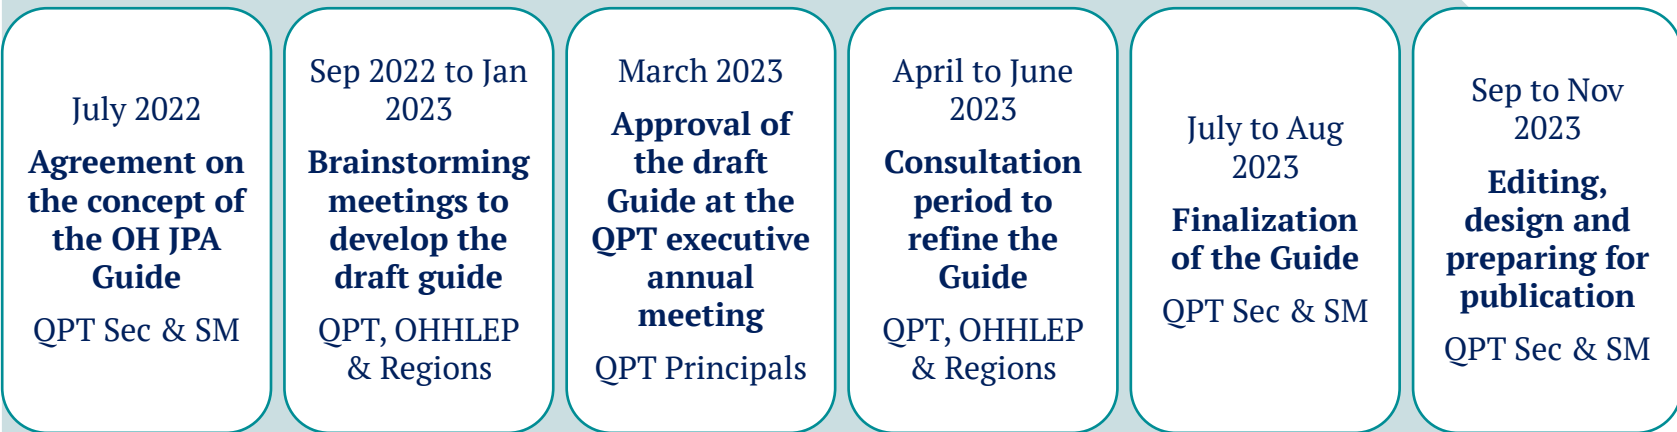 July 2022
Agreement on
the concept of
the OH JPA
Guide
QPT Sec & SM
Sep 2022 to Jan
2023
Brainstorming
meetings to
develop the
draft guide
QPT, OHHLEP
& Regions
March 2023
Approval of
the draft
Guide at the
QPT executive
annual
meeting
QPT Principals
April to June
2023
Consultation
period to
refine the
Guide
QPT, OHHLEP
& Regions
July to Aug
2023
Finalization
of the Guide
QPT Sec & SM
Sep to Nov
2023
Editing,
design and
preparing for
publication
QPT Sec & SM